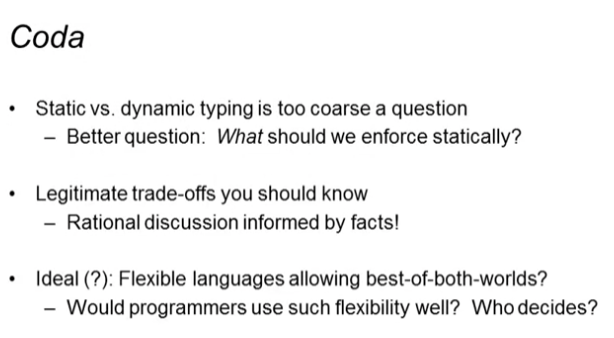 Coda
• Static vs. dynamic typing is too coarse a question
– Better question: What should we enforce statically?
• Legitimate trade-offs you should know
– Rational discussion informed by facts!
• Ideal (?): Flexible languages allowing best-of-both-worlds?
– Would programmers use such flexibility well? Who decides?